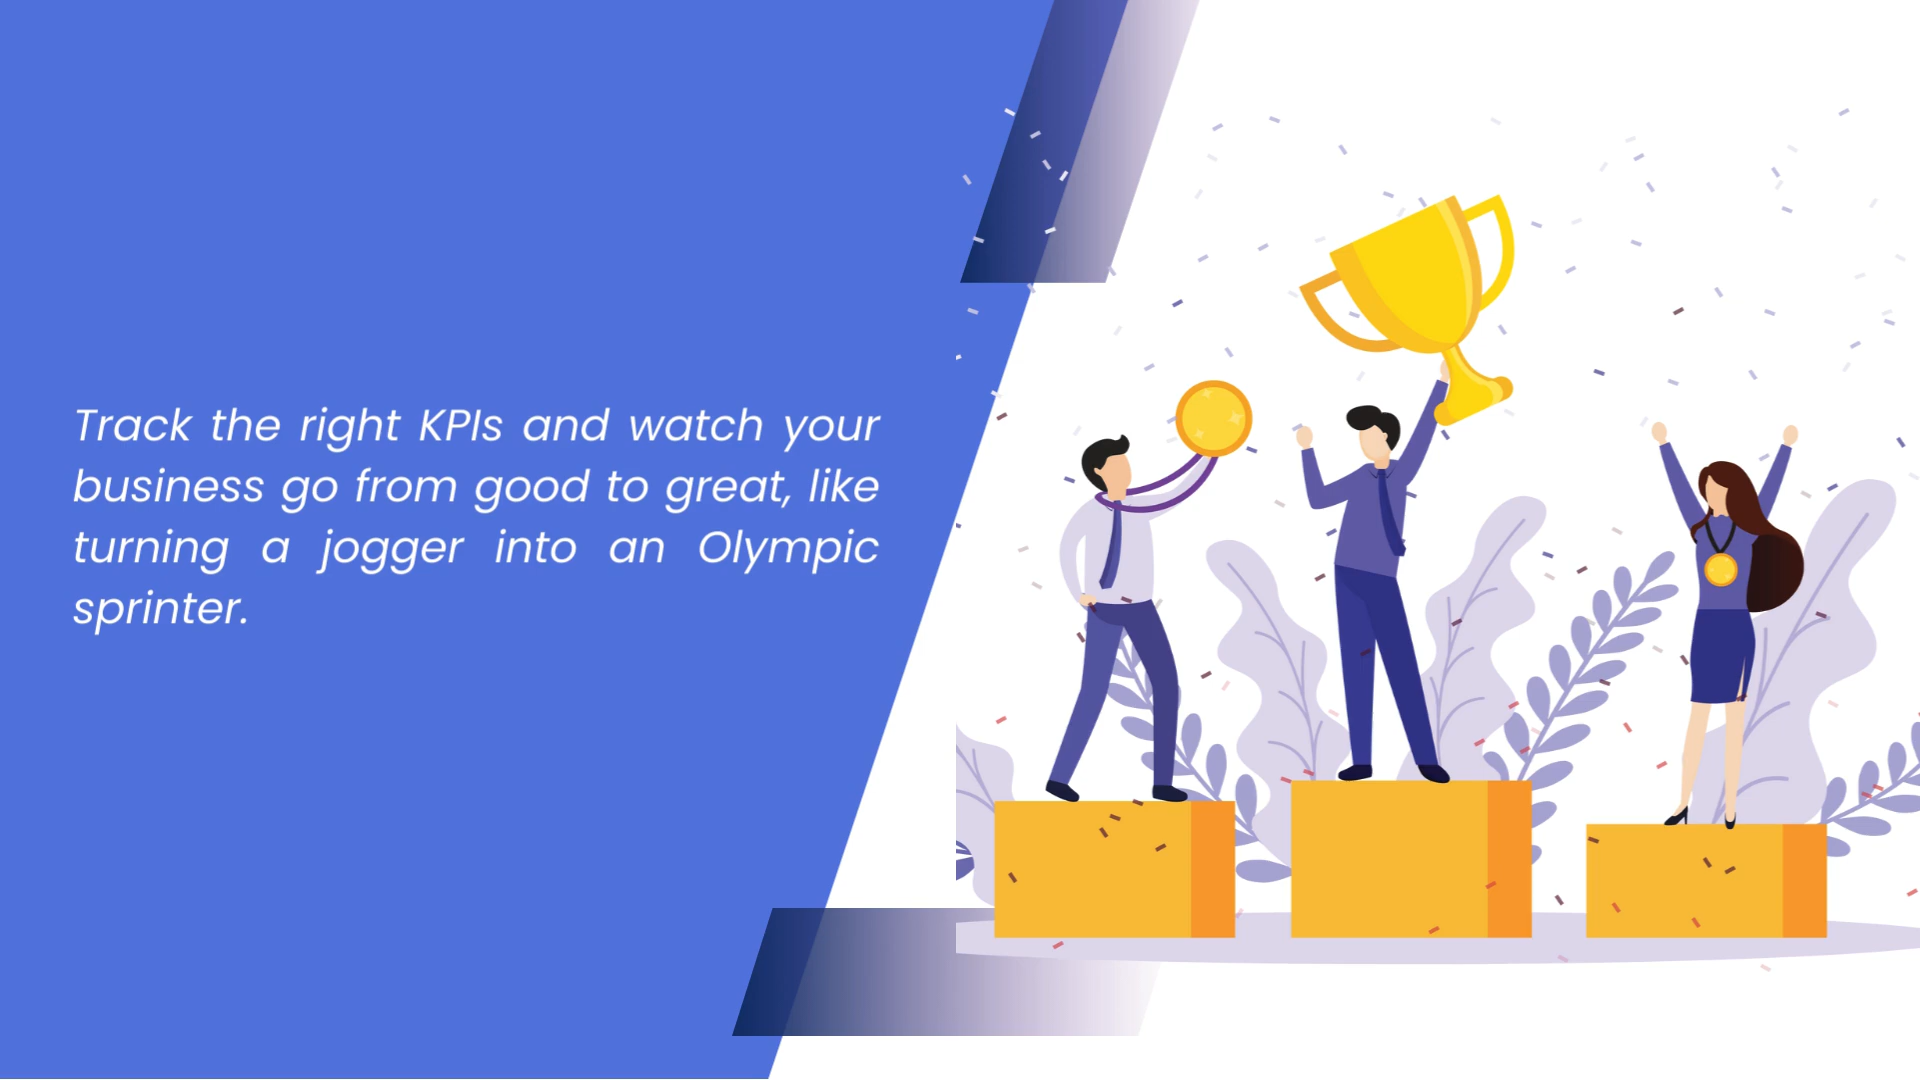 Track the right KPIs and watch your
business go from good to great, like
turning a jogger into an Olympic
sprinter.